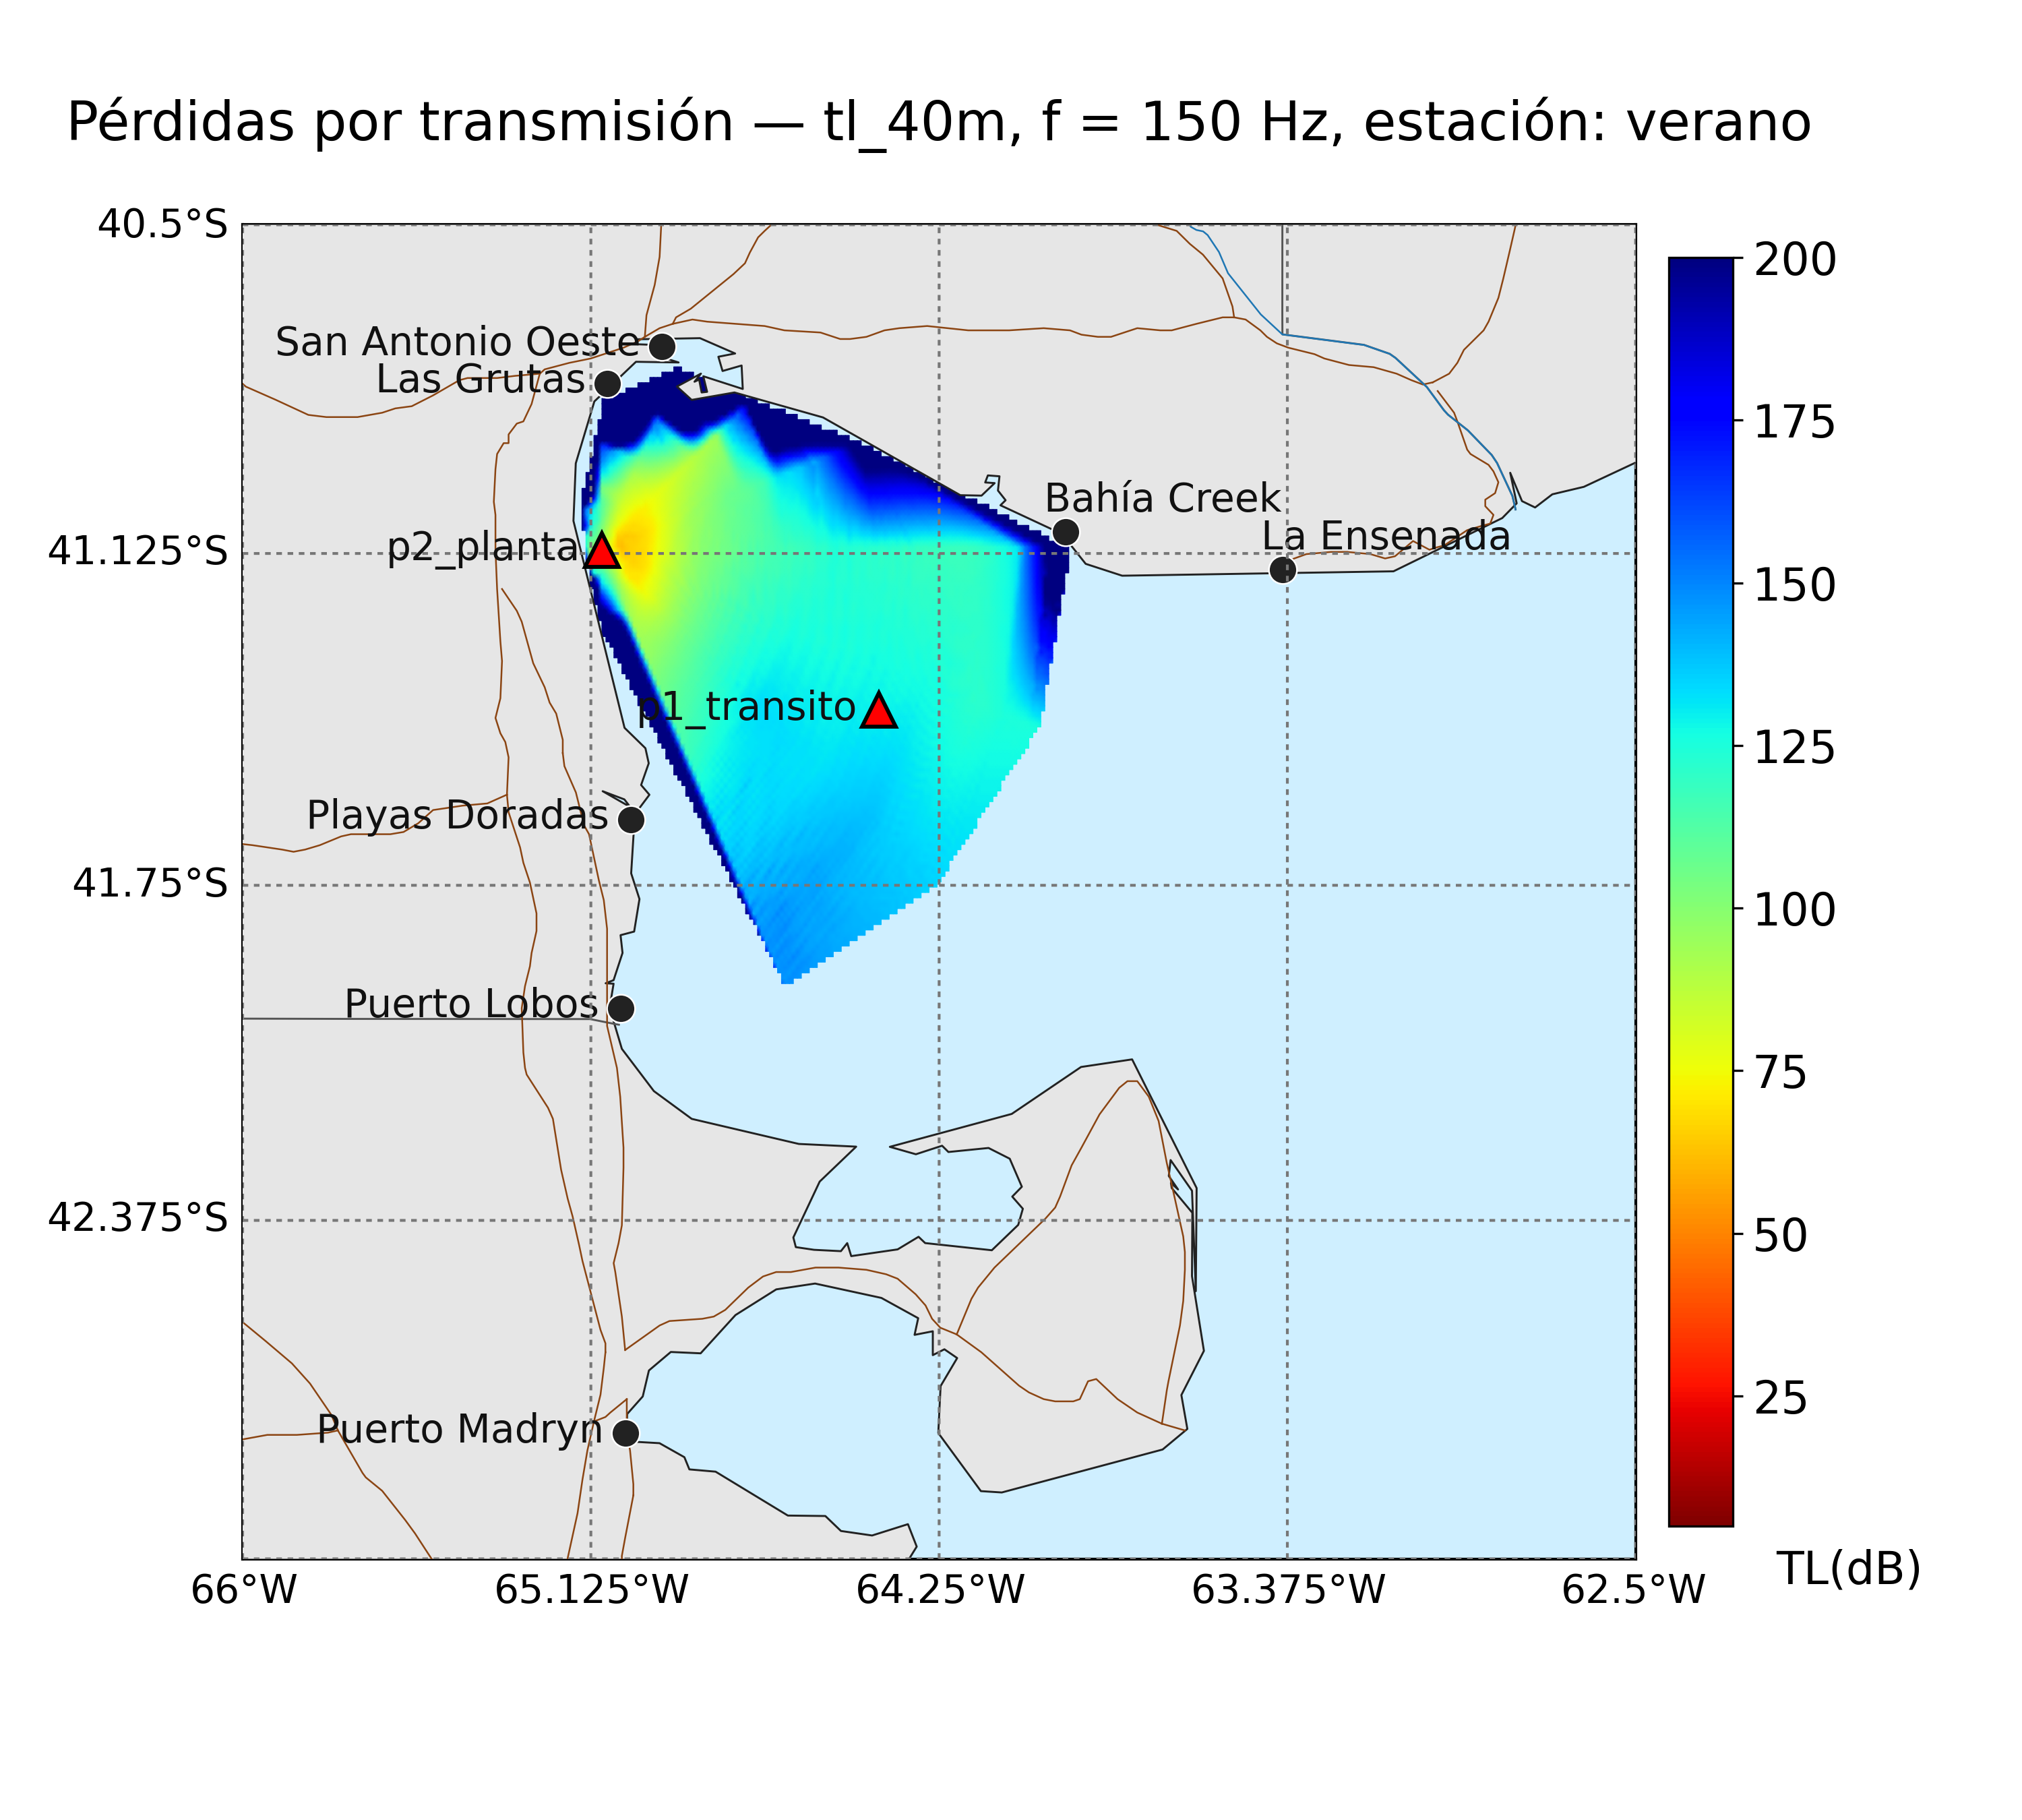 Pérdidas por transmisión — tl_40m, f = 150 Hz, estación: verano
40.5°S
200
San Antonio Oeste
Las Grutas
175
Bahía Creek
La Ensenada
p2_planta
41.125°S
150
p1_transito
125
Playas Doradas
41.75°S
100
Puerto Lobos
75
42.375°S
50
25
Puerto Madryn
TL(dB)
66°W
65.125°W
64.25°W
63.375°W
62.5°W